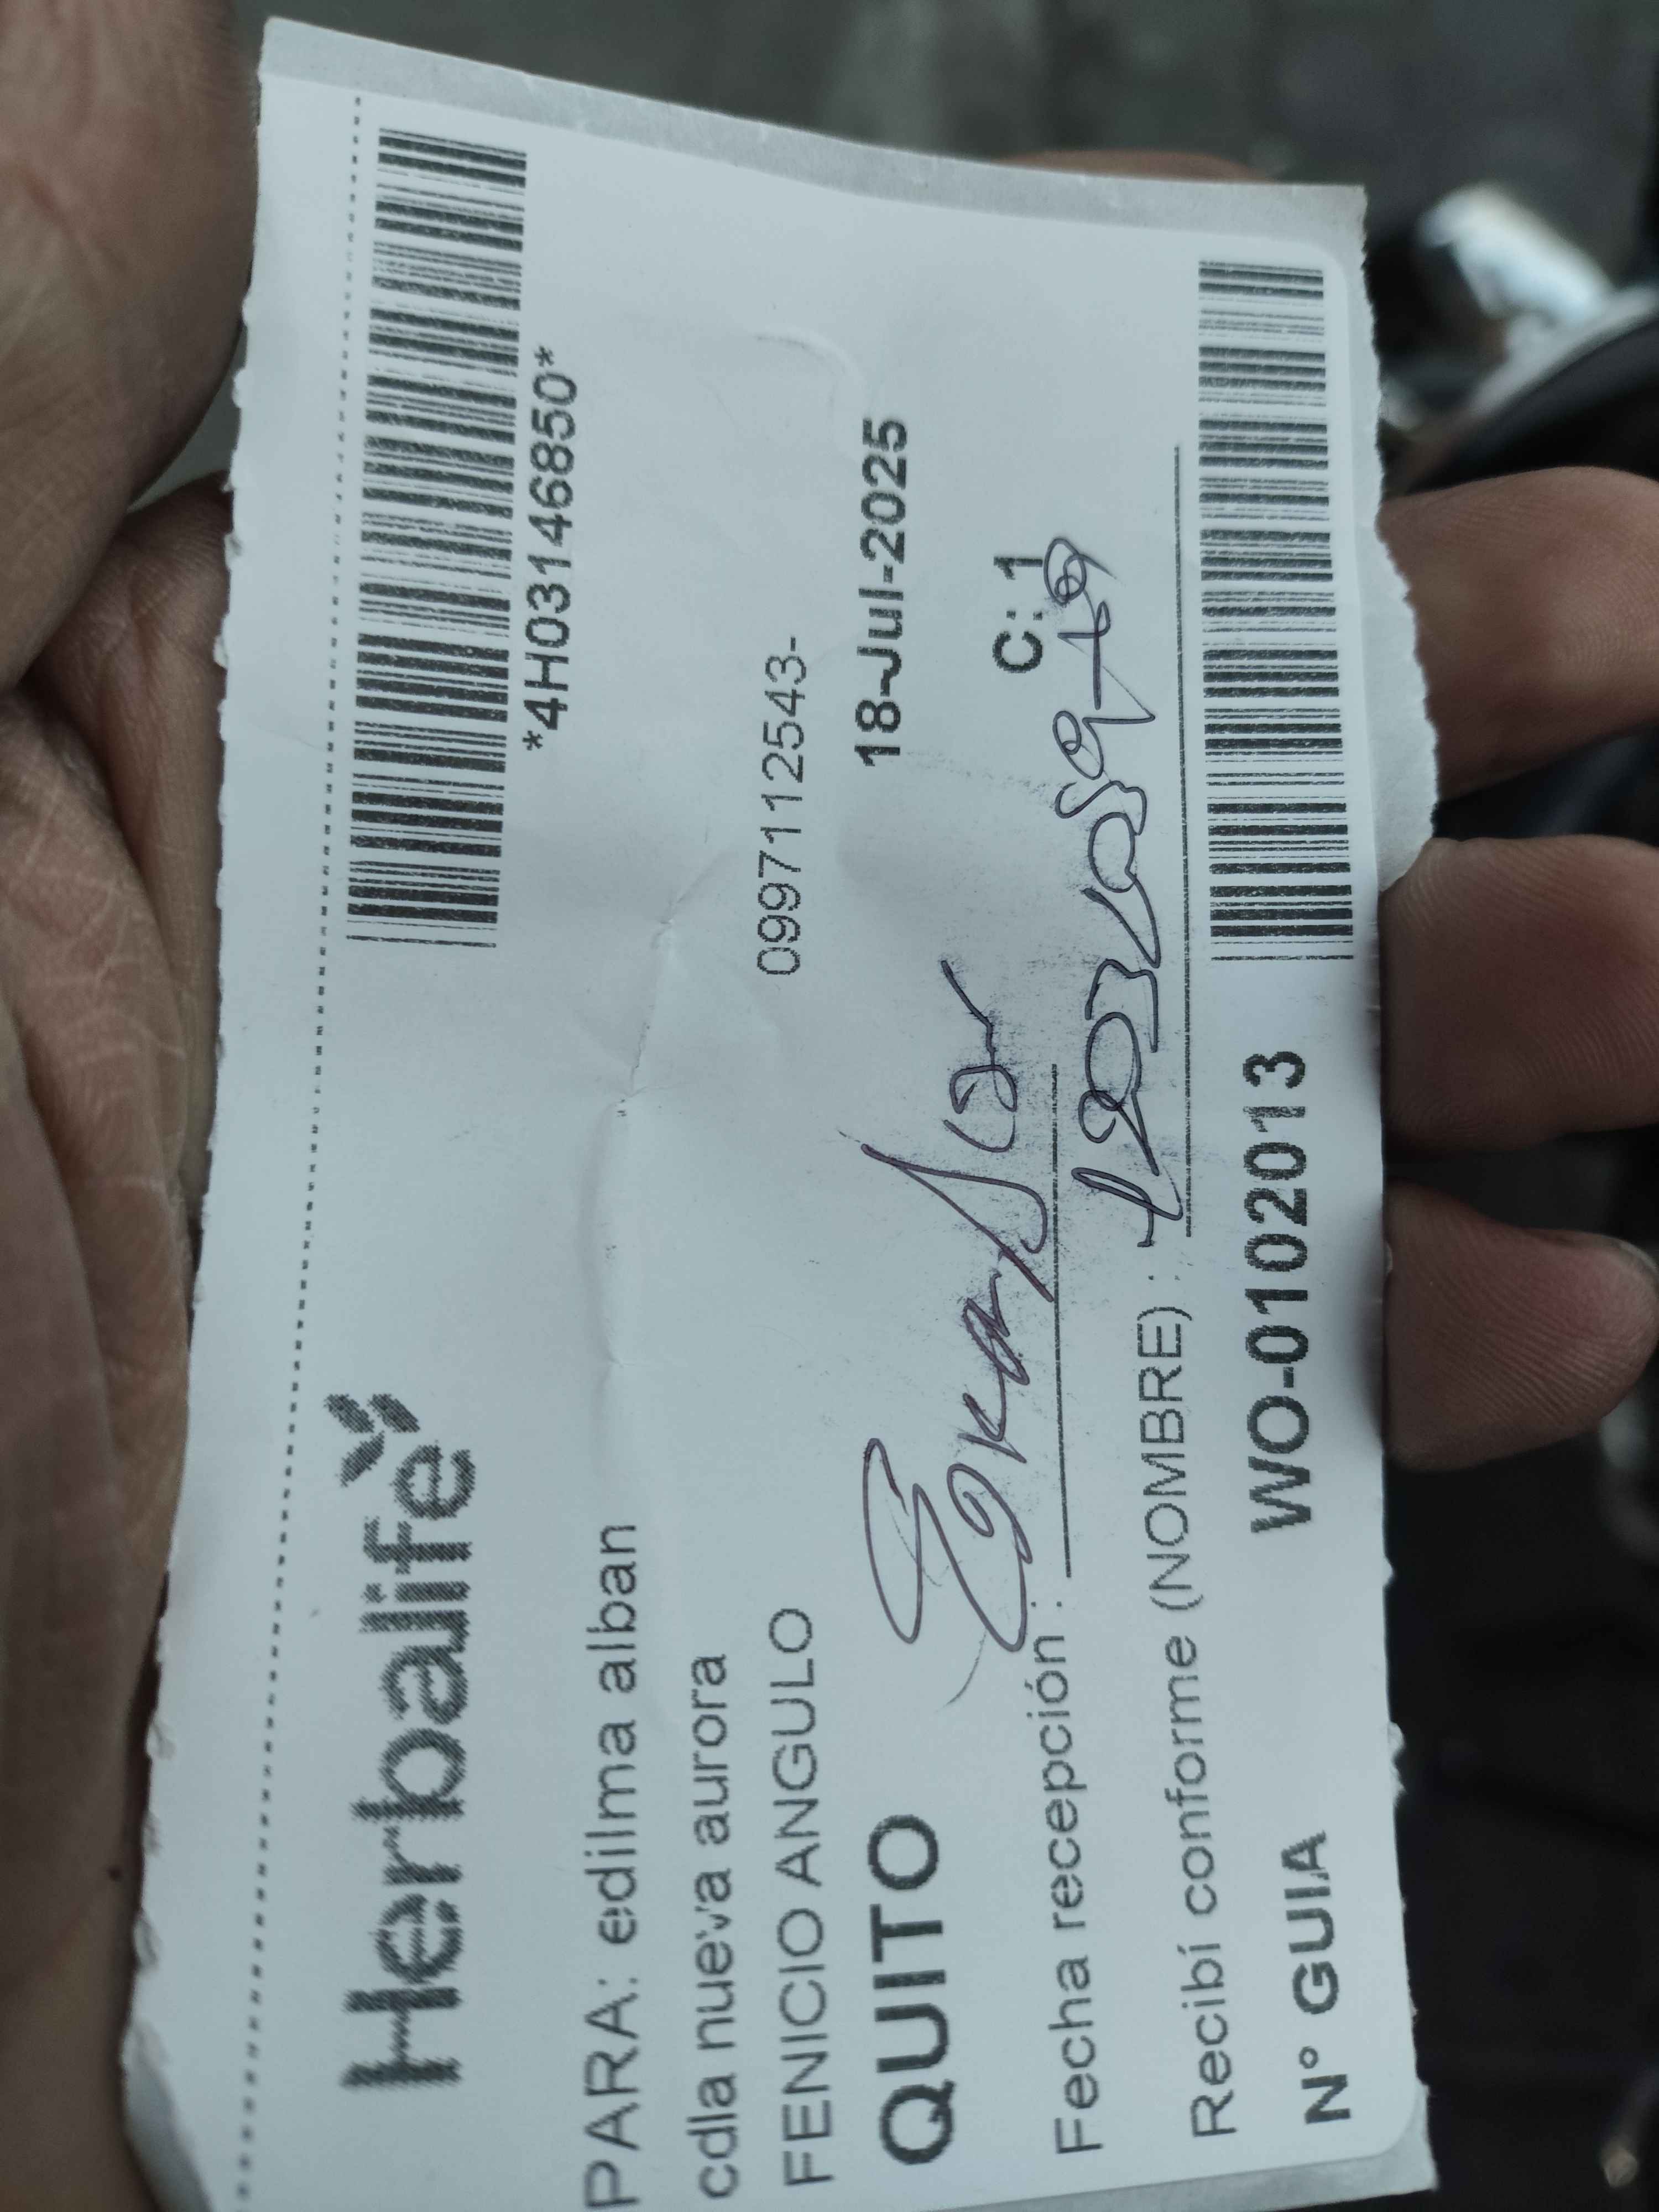 Herbalife
*4H03146850*
PARA: edilma alban
cdla nueva aurora
FENICIO ANGULO 0997112543-
QUITO 18-Jul-2025
Fecha recepción : C: 1
Recibí conforme (NOMBRE) :
N° GUIA WO-0102013